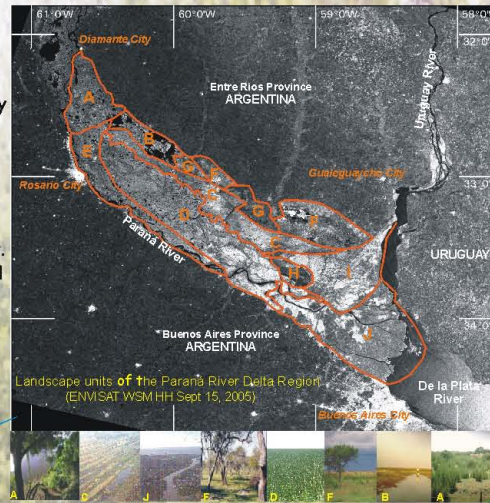 61°0'W 60°0'W 59°0'W 58°0'W
32°0'
Diamante City
Entre Rios Province
ARGENTINA
Uruguay River
A
B
E
G
F
Gualeguaychu City
33°0'
Rosario City
C
G
F
D
C
URUGUAY
Paraná River
H
I
34°0'
J
Buenos Aires Province
ARGENTINA
Landscape units of the Paraná River Delta Region
(ENVISAT WSM HH Sept 15, 2005)
De la Plata
River
Buenos Aires City
A C J E D F B A